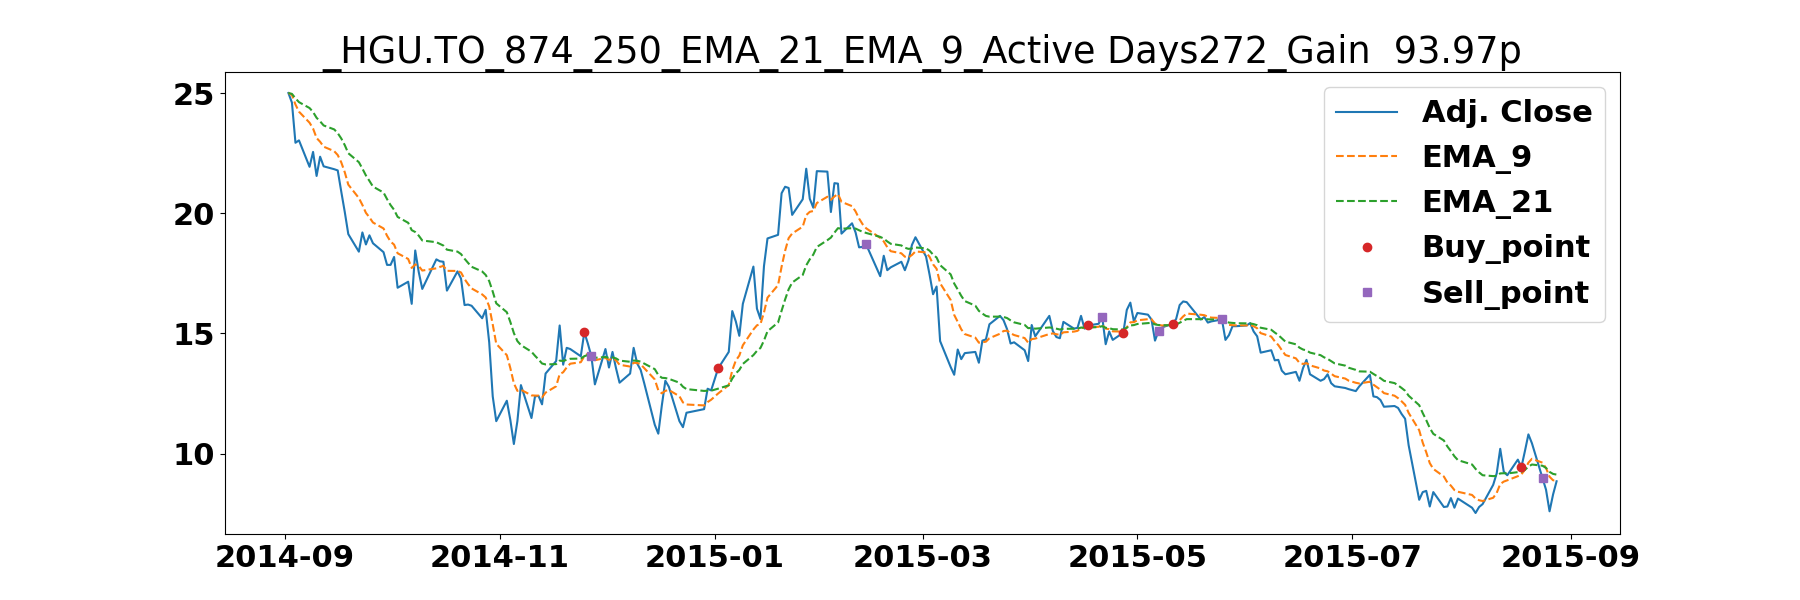 _HGU.TO_874_250_EMA_21_EMA_9_Active Days272_Gain  93.97p
25
20
15
10
Adj. Close
EMA_9
EMA_21
Buy_point
Sell_point
2014-09 2014-11 2015-01 2015-03 2015-05 2015-07 2015-09